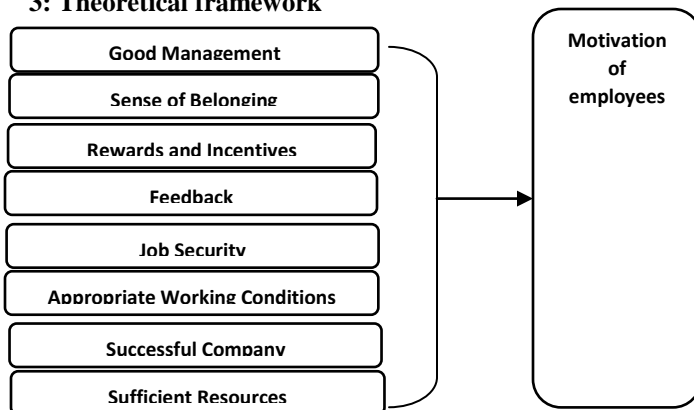 3: Theoretical framework
Good Management
Sense of Belonging
Rewards and Incentives
Feedback
Job Security
Appropriate Working Conditions
Successful Company
Sufficient Resources
Motivation
of
employees